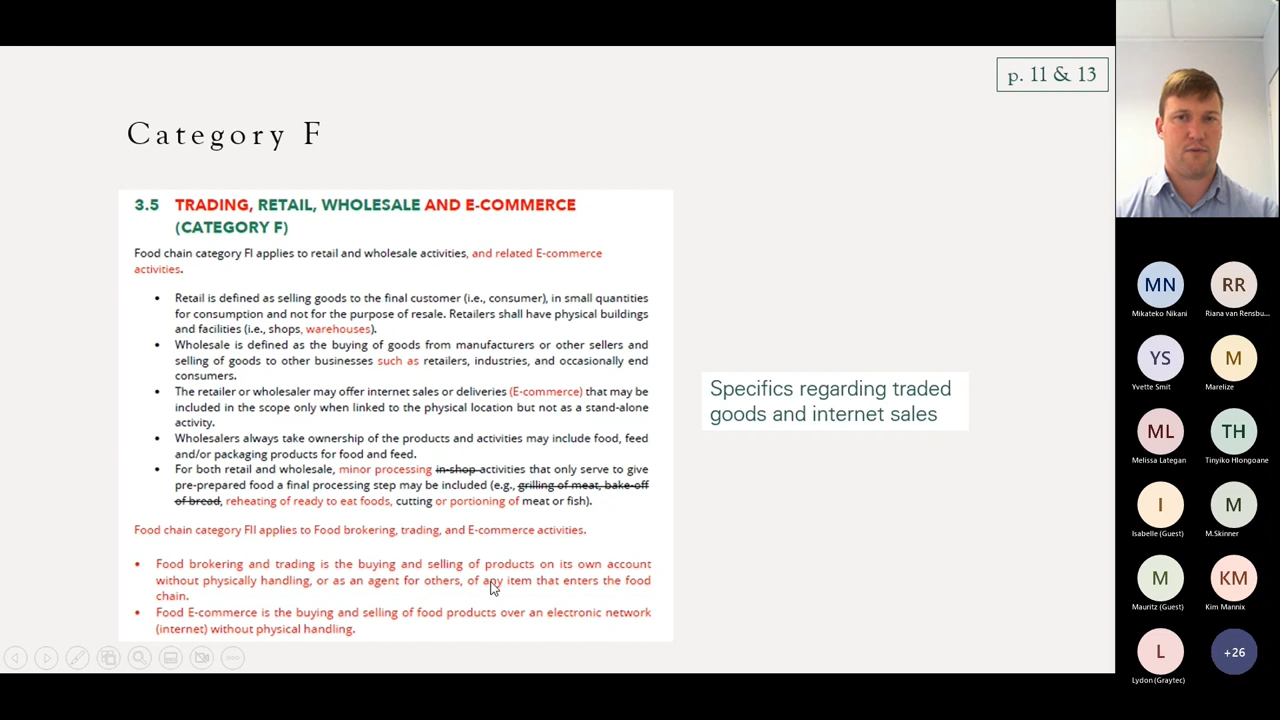 p. 11 & 13
Category F
3.5 TRADING, RETAIL, WHOLESALE AND E-COMMERCE
(CATEGORY F)
Food chain category FI applies to retail and wholesale activities, and related E-commerce
activities.
• Retail is defined as selling goods to the final customer (i.e., consumer), in small quantities
for consumption and not for the purpose of resale. Retailers shall have physical buildings
and facilities (i.e., shops, warehouses).
• Wholesale is defined as the buying of goods from manufacturers or other sellers and
selling of goods to other businesses such as retailers, industries, and occasionally end
consumers.
• The retailer or wholesaler may offer internet sales or deliveries (E-commerce) that may be
included in the scope only when linked to the physical location but not as a stand-alone
activity.
• Wholesalers always take ownership of the products and activities may include food, feed
and/or packaging products for food and feed.
• For both retail and wholesale, minor processing in-shop activities that only serve to give
pre-prepared food a final processing step may be included (e.g., grilling of meat, bake-off
of bread, reheating of ready to eat foods, cutting or portioning of meat or fish).
Food chain category FII applies to Food brokering, trading, and E-commerce activities.
• Food brokering and trading is the buying and selling of products on its own account
without physically handling, or as an agent for others, of any item that enters the food
chain.
• Food E-commerce is the buying and selling of food products over an electronic network
(internet) without physical handling.
Specifics regarding traded
goods and internet sales
MN
Mikateko Nikani
RR
Riana van Rensbu...
YS
Yvette Smit
M
Marelize
ML
Melissa Lategan
TH
Tinyiko Hlongoane
I
Isabelle (Guest)
M
M.Skinner
M
Mauritz (Guest)
KM
Kim Mannix
L
Lydon (Graytec)
+26